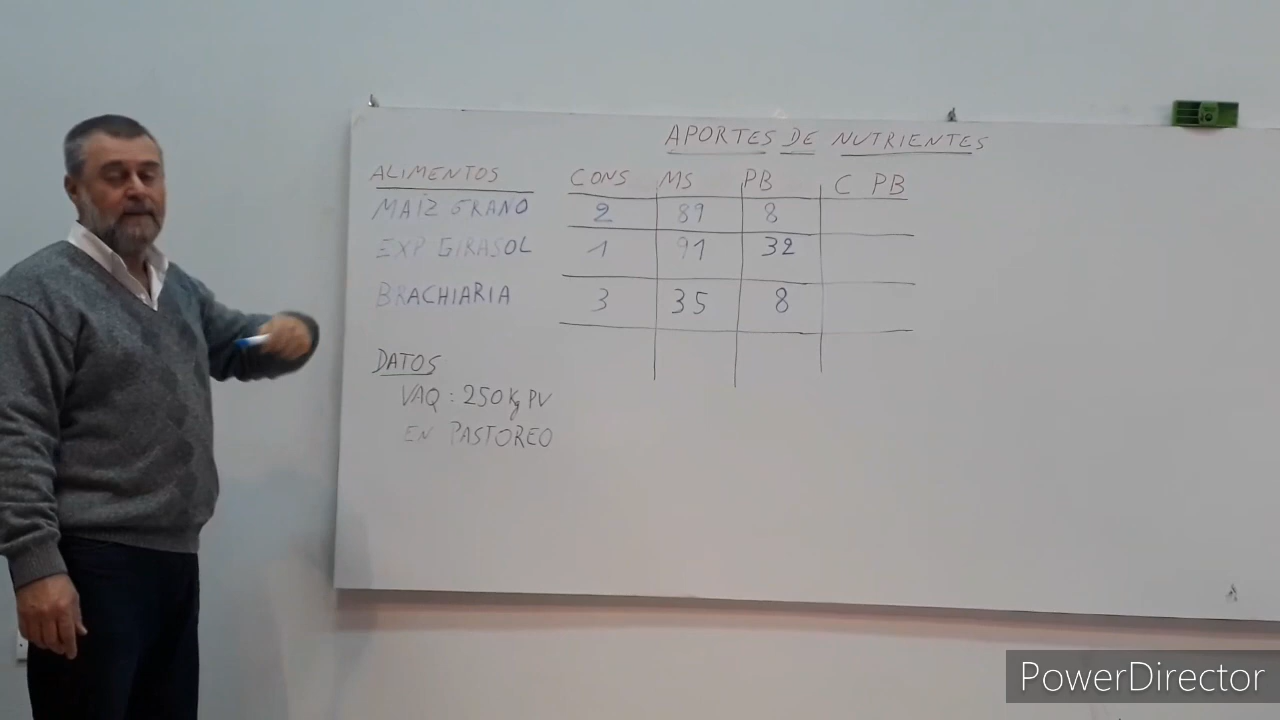 APORTES DE NUTRIENTES
ALIMENTOS CONS MS PB C PB
MAIZ GRANO 2 89 8
EXP GIRASOL 1 91 32
BRACHIARIA 3 35 8
DATOS
VAQ : 250 Kg PV
EN PASTOREO
PowerDirector